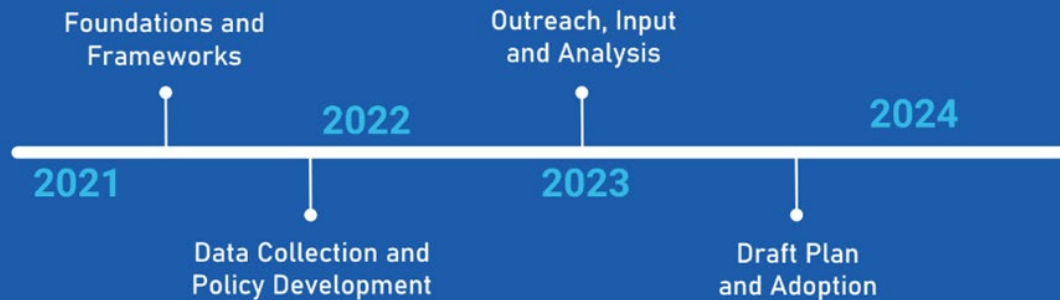 Foundations and
Frameworks
Outreach, Input
and Analysis
2022
2024
2021
2023
Data Collection and
Policy Development
Draft Plan
and Adoption